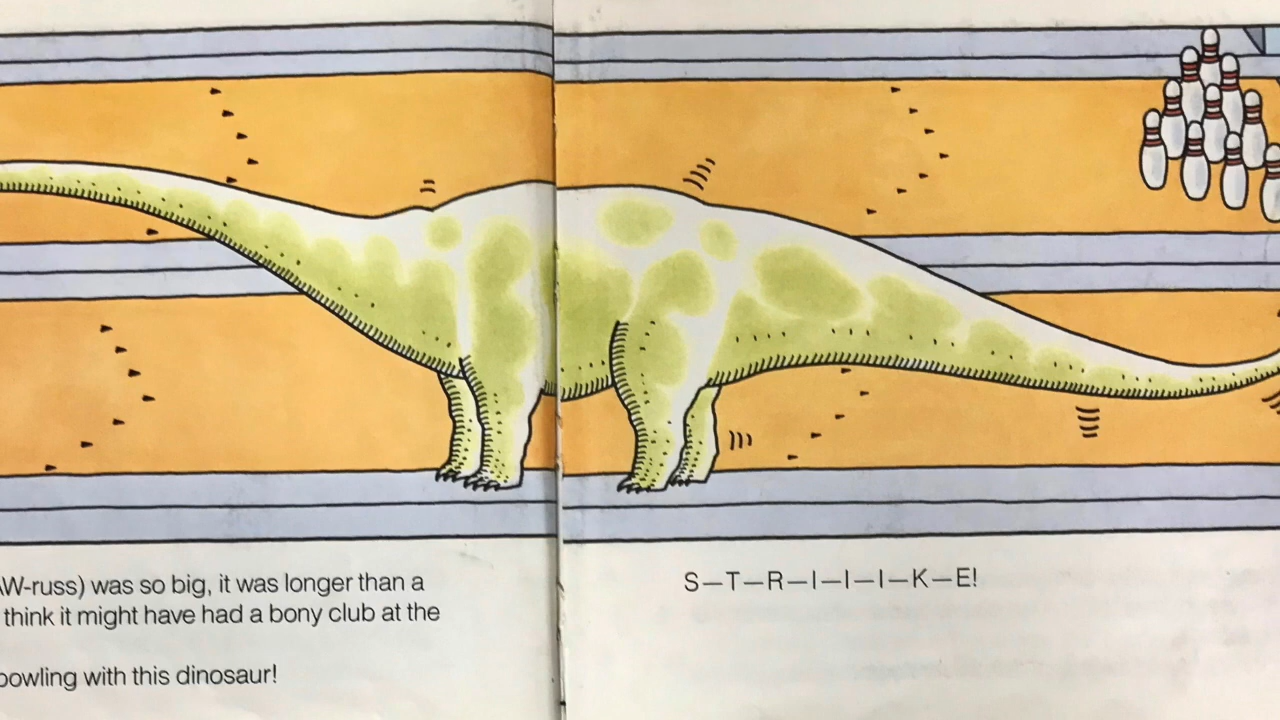 AW-russ) was so big, it was longer than a
think it might have had a bony club at the
bowling with this dinosaur!
S–T–R–I–I–I–K–E!